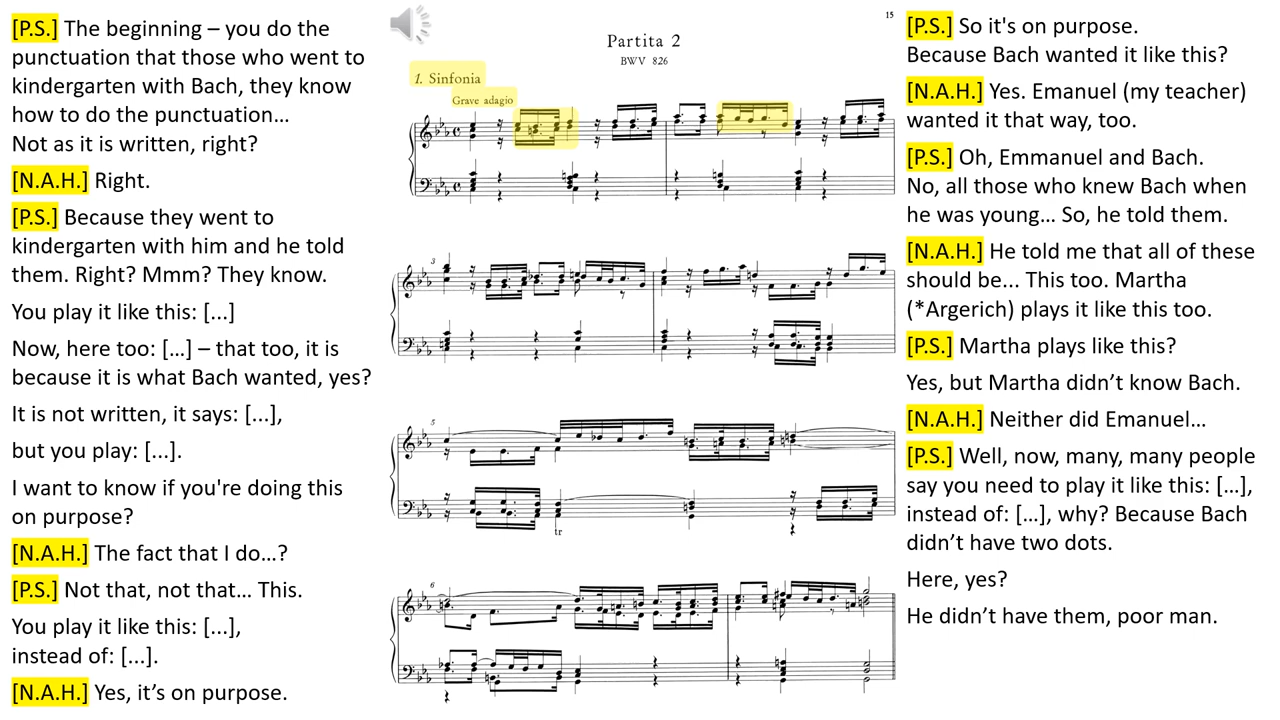 [P.S.] The beginning – you do the
punctuation that those who went to
kindergarten with Bach, they know
how to do the punctuation…
Not as it is written, right?
[N.A.H.] Right.
[P.S.] Because they went to
kindergarten with him and he told
them. Right? Mmm? They know.
You play it like this: [...]
Now, here too: […] – that too, it is
because it is what Bach wanted, yes?
It is not written, it says: [...],
but you play: [...].
I want to know if you're doing this
on purpose?
[N.A.H.] The fact that I do…?
[P.S.] Not that, not that… This.
You play it like this: [...],
instead of: [...].
[N.A.H.] Yes, it’s on purpose.
15
Partita 2
BWV 826
1. Sinfonia
Grave adagio
3
5
tr
6
[P.S.] So it's on purpose.
Because Bach wanted it like this?
[N.A.H.] Yes. Emanuel (my teacher)
wanted it that way, too.
[P.S.] Oh, Emmanuel and Bach.
No, all those who knew Bach when
he was young… So, he told them.
[N.A.H.] He told me that all of these
should be... This too. Martha
(*Argerich) plays it like this too.
[P.S.] Martha plays like this?
Yes, but Martha didn’t know Bach.
[N.A.H.] Neither did Emanuel…
[P.S.] Well, now, many, many people
say you need to play it like this: […],
instead of: […], why? Because Bach
didn’t have two dots.
Here, yes?
He didn’t have them, poor man.